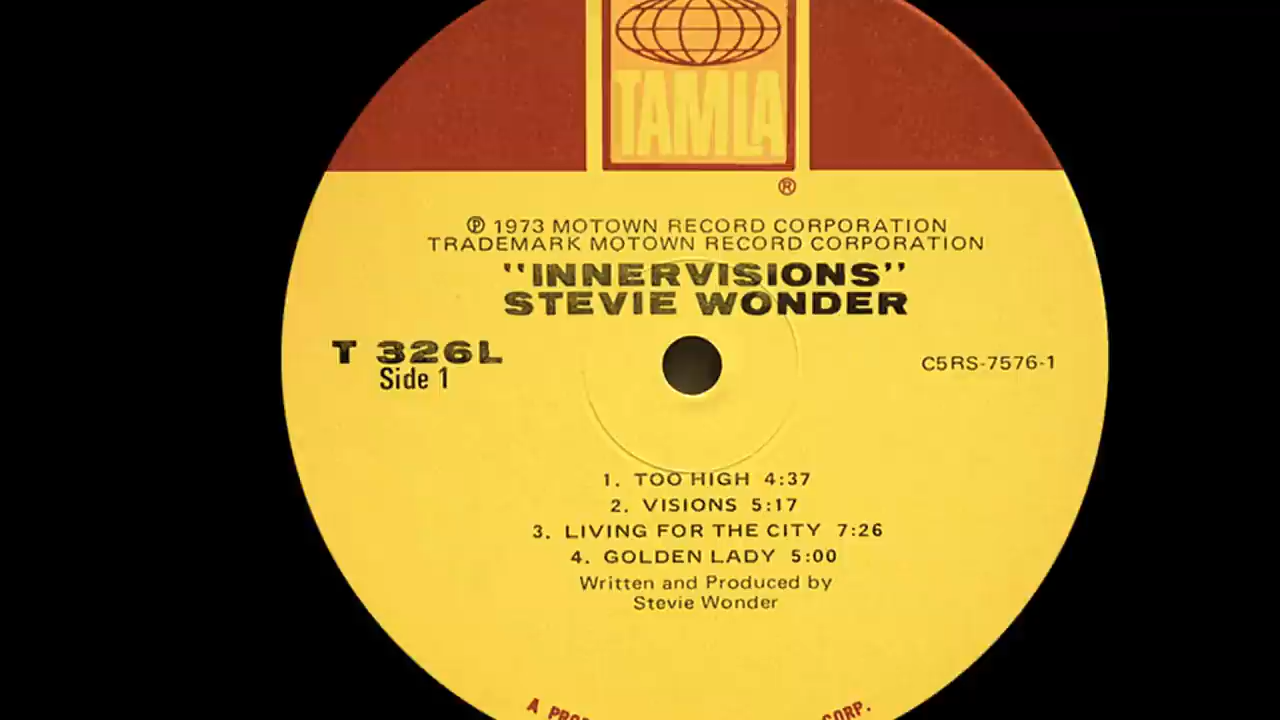 TAMLA
®
℗ 1973 MOTOWN RECORD CORPORATION
TRADEMARK MOTOWN RECORD CORPORATION
"INNERVISIONS"
STEVIE WONDER
T 326L
Side 1
C5RS-7576-1
1. TOO HIGH 4:37
2. VISIONS 5:17
3. LIVING FOR THE CITY 7:26
4. GOLDEN LADY 5:00
Written and Produced by
Stevie Wonder
A CORP.